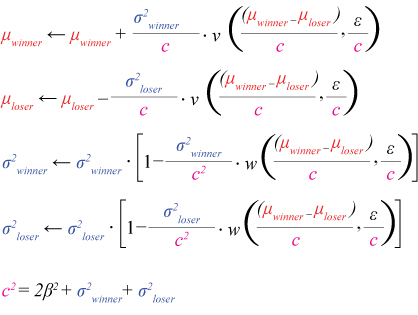 μ_winner ← μ_winner + σ²_winner / c · v ( (μ_winner − μ_loser) / c , ε / c )
μ_loser ← μ_loser − σ²_loser / c · v ( (μ_winner − μ_loser) / c , ε / c )
σ²_winner ← σ²_winner · [ 1 − σ²_winner / c² · w ( (μ_winner − μ_loser) / c , ε / c ) ]
σ²_loser ← σ²_loser · [ 1 − σ²_loser / c² · w ( (μ_winner − μ_loser) / c , ε / c ) ]
c² = 2β² + σ²_winner + σ²_loser